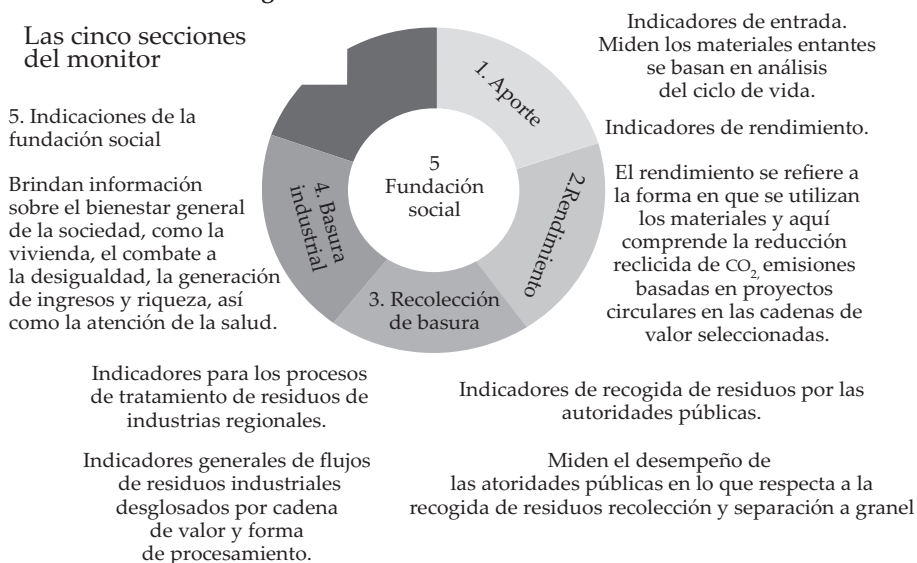 Las cinco secciones
del monitor
5. Indicaciones de la
fundación social
Brindan información
sobre el bienestar general
de la sociedad, como la
vivienda, el combate a
la desigualdad, la generación
de ingresos y riqueza, así
como la atención de la salud.
1. Aporte
2.Rendimiento
3. Recolección
de basura
4. Basura
industrial
5
Fundación
social
Indicadores de entrada.
Miden los materiales entantes
se basan en análisis
del ciclo de vida.
Indicadores de rendimiento.
El rendimiento se refiere a
la forma en que se utilizan
los materiales y aquí
comprende la reducción
reclicida de CO2, emisiones
basadas en proyectos
circulares en las cadenas de
valor seleccionadas.
Indicadores para los procesos
de tratamiento de residuos de
industrias regionales.
Indicadores generales de flujos
de residuos industriales
desglosados por cadena
de valor y forma
de procesamiento.
Indicadores de recogida de residuos por las
autoridades públicas.
Miden el desempeño de
las atoridades públicas en lo que respecta a la
recogida de residuos recolección y separación a granel